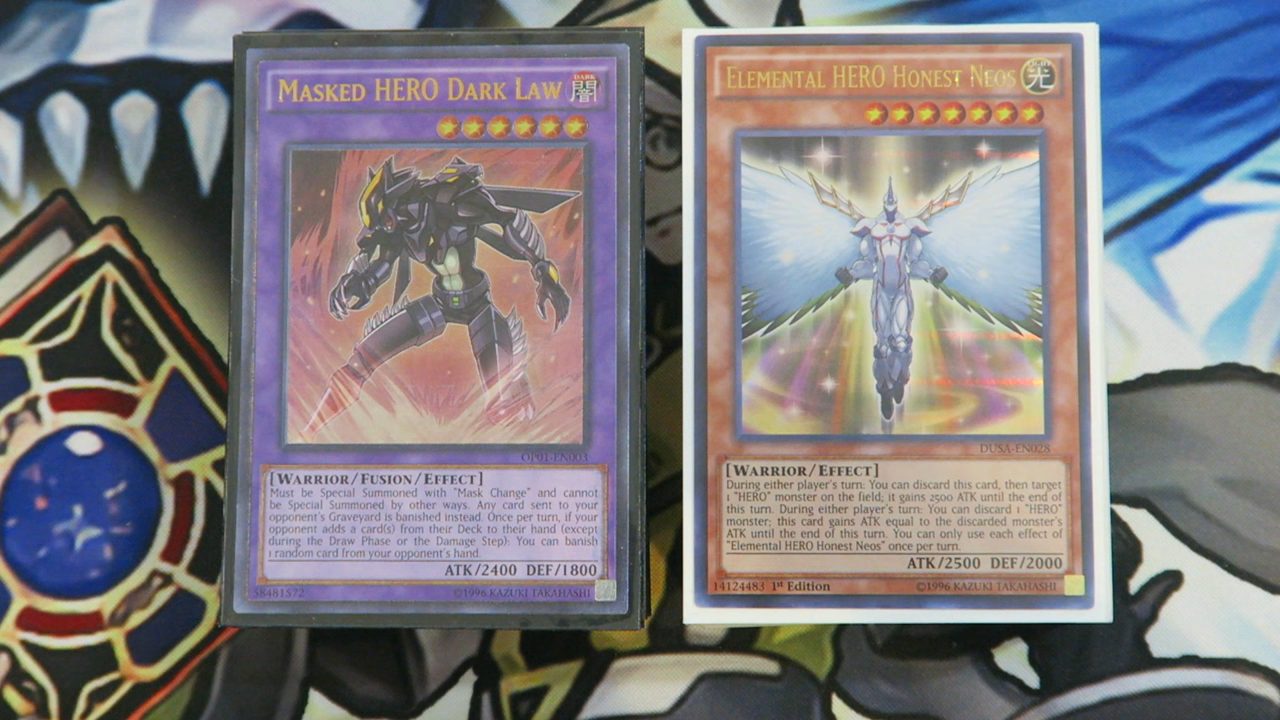 MASKED HERO DARK LAW
DARK
闇
OP01-EN003
[WARRIOR/FUSION/EFFECT]
Must be Special Summoned with "Mask Change" and cannot
be Special Summoned by other ways. Any card sent to your
opponent's Graveyard is banished instead. Once per turn, if your
opponent adds a card(s) from their Deck to their hand (except
during the Draw Phase or the Damage Step): You can banish
1 random card from your opponent's hand.
ATK/2400 DEF/1800
58481572
©1996 KAZUKI TAKAHASHI
ELEMENTAL HERO HONEST NEOS
LIGHT
光
DUSA-EN028
[WARRIOR/EFFECT]
During either player's turn: You can discard this card, then target
1 "HERO" monster on the field; it gains 2500 ATK until the end of
this turn. During either player's turn: You can discard 1 "HERO"
monster; this card gains ATK equal to the discarded monster's
ATK until the end of this turn. You can only use each effect of
"Elemental HERO Honest Neos" once per turn.
ATK/2500 DEF/2000
14124483 1st Edition
©1996 KAZUKI TAKAHASHI